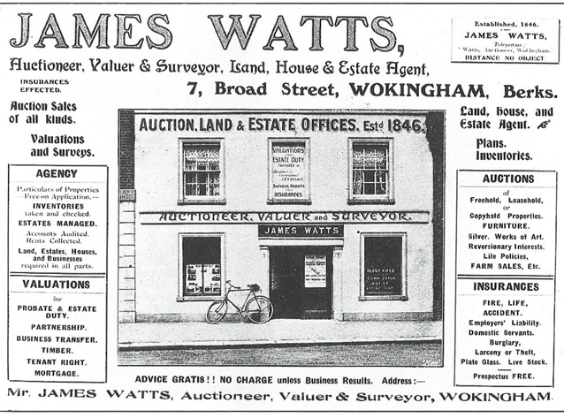 JAMES WATTS,
Auctioneer, Valuer & Surveyor, Land, House & Estate Agent,
7, Broad Street, WOKINGHAM, Berks.
Established, 1846.
JAMES WATTS,
Telegrams:
"Watts, Auctioneer, Wokingham."
DISTANCE NO OBJECT
INSURANCES
EFFECTED.
Auction Sales
of all kinds.
Valuations
and Surveys.
AGENCY
Particulars of Properties
—Free on Application.—
INVENTORIES
taken and checked.
ESTATES MANAGED.
Accounts Audited.
Rents Collected.
Land, Estates, Houses,
and Businesses
required in all parts.
VALUATIONS
for
PROBATE & ESTATE
DUTY.
PARTNERSHIP.
BUSINESS TRANSFER.
TIMBER.
TENANT RIGHT.
MORTGAGE.
AUCTION, LAND & ESTATE OFFICES. Estd 1846.
VALUATIONS
FOR
ESTATE DUTY
INSURANCES
AUCTIONEER, VALUER and SURVEYOR.
JAMES WATTS
Land, House, and
Estate Agent.
Plans.
Inventories.
AUCTIONS
of
Freehold, Leasehold,
or
Copyhold Properties.
FURNITURE.
Silver. Works of Art.
Reversionary Interests.
Life Policies,
FARM SALES, Etc.
INSURANCES
FIRE, LIFE,
ACCIDENT.
Employers' Liability.
Domestic Servants.
Burglary,
Larceny or Theft,
Plate Glass. Live Stock.
Prospectus FREE.
ADVICE GRATIS!! NO CHARGE unless Business Results. Address:—
Mr. JAMES WATTS, Auctioneer, Valuer & Surveyor, WOKINGHAM.